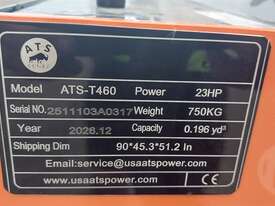 ATS
Model ATS-T460 Power 23HP
Serial NO. 2511103A0317 Weight 750KG
Year 2026.12 Capacity 0.196 yd³
Shipping Dim 90*45.3*51.2 In
Email:service@usaatspower.com
www.usaatspower.com